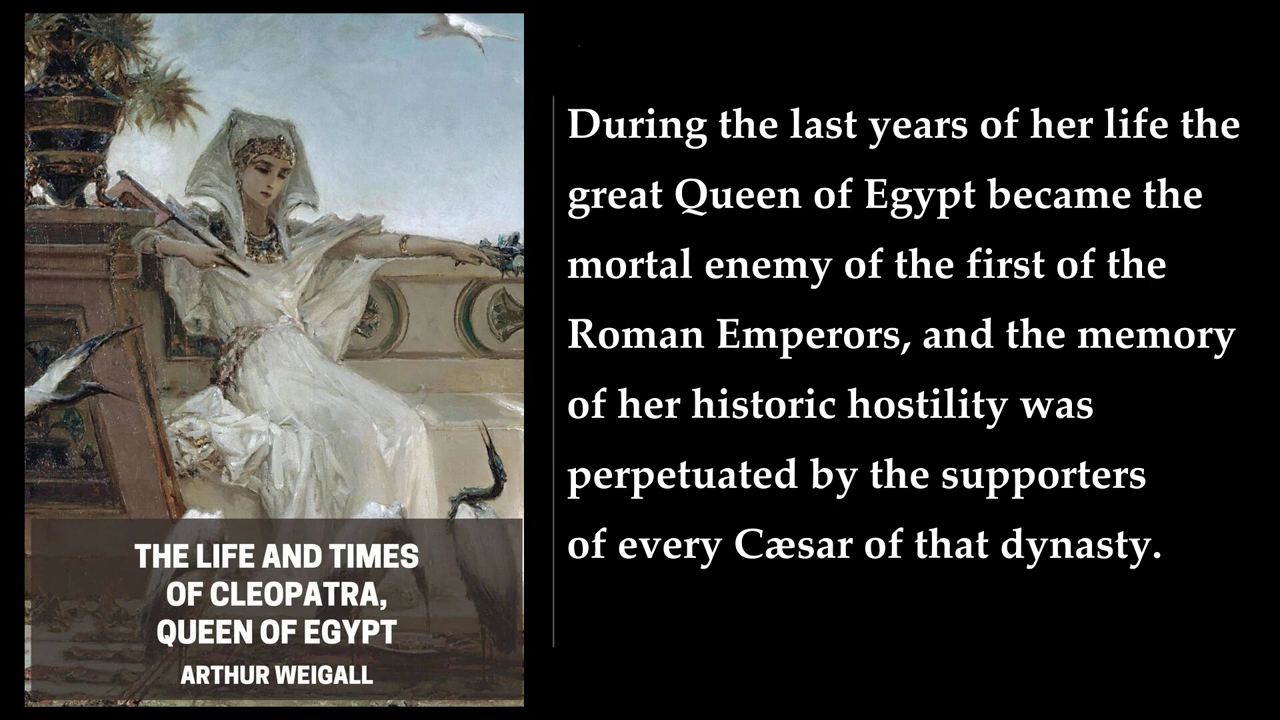 THE LIFE AND TIMES
OF CLEOPATRA,
QUEEN OF EGYPT
ARTHUR WEIGALL
During the last years of her life the
great Queen of Egypt became the
mortal enemy of the first of the
Roman Emperors, and the memory
of her historic hostility was
perpetuated by the supporters
of every Cæsar of that dynasty.